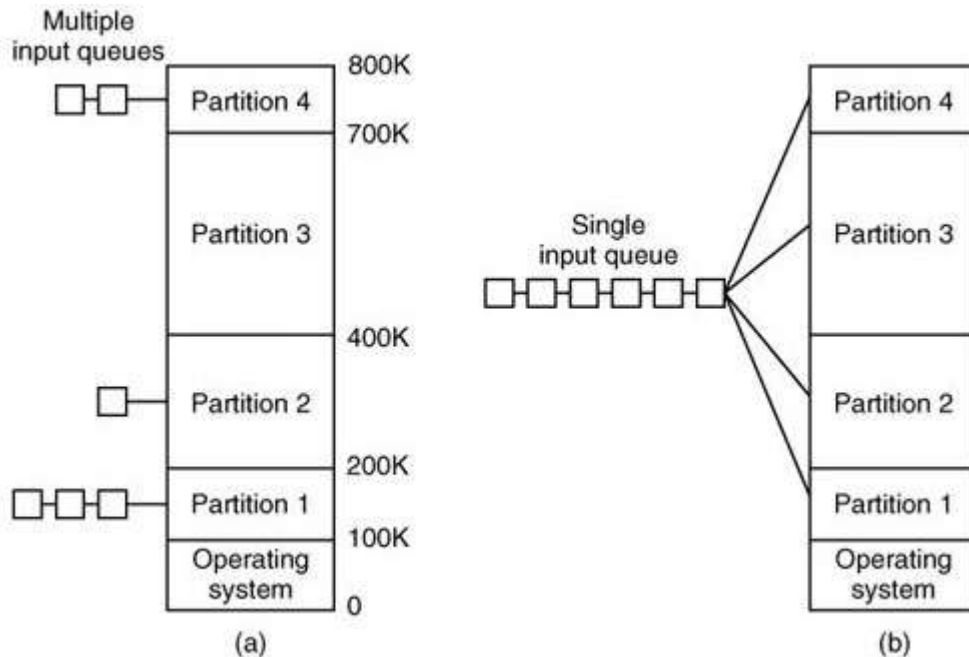 Multiple
input queues
800K
Partition 4
700K
Partition 3
400K
Partition 2
200K
Partition 1
100K
Operating
system
0
(a)
Single
input queue
Partition 4
Partition 3
Partition 2
Partition 1
Operating
system
(b)